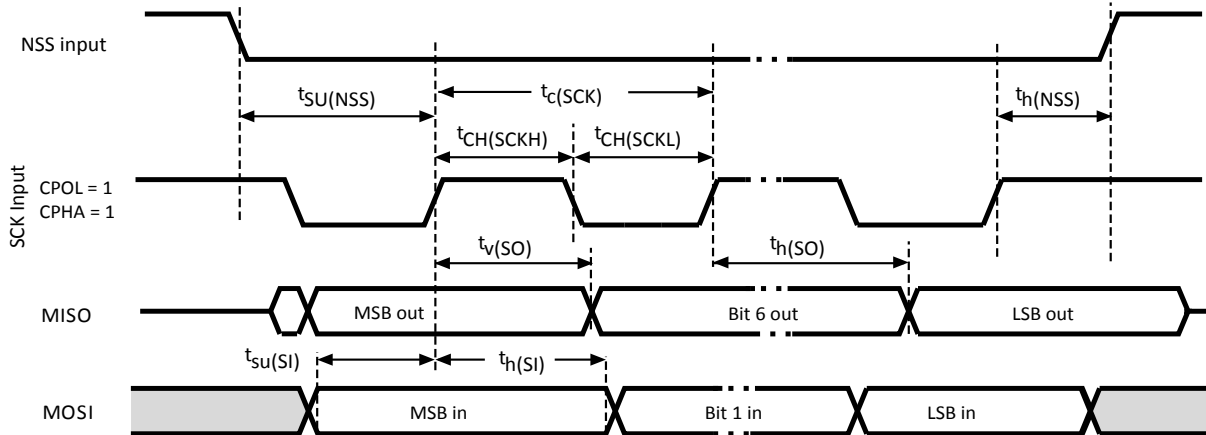 NSS input
tSU(NSS)
tC(SCK)
th(NSS)
tCH(SCKH)
tCH(SCKL)
SCK Input
CPOL = 1
CPHA = 1
tv(SO)
th(SO)
MISO
MSB out
Bit 6 out
LSB out
tsu(SI)
th(SI)
MOSI
MSB in
Bit 1 in
LSB in